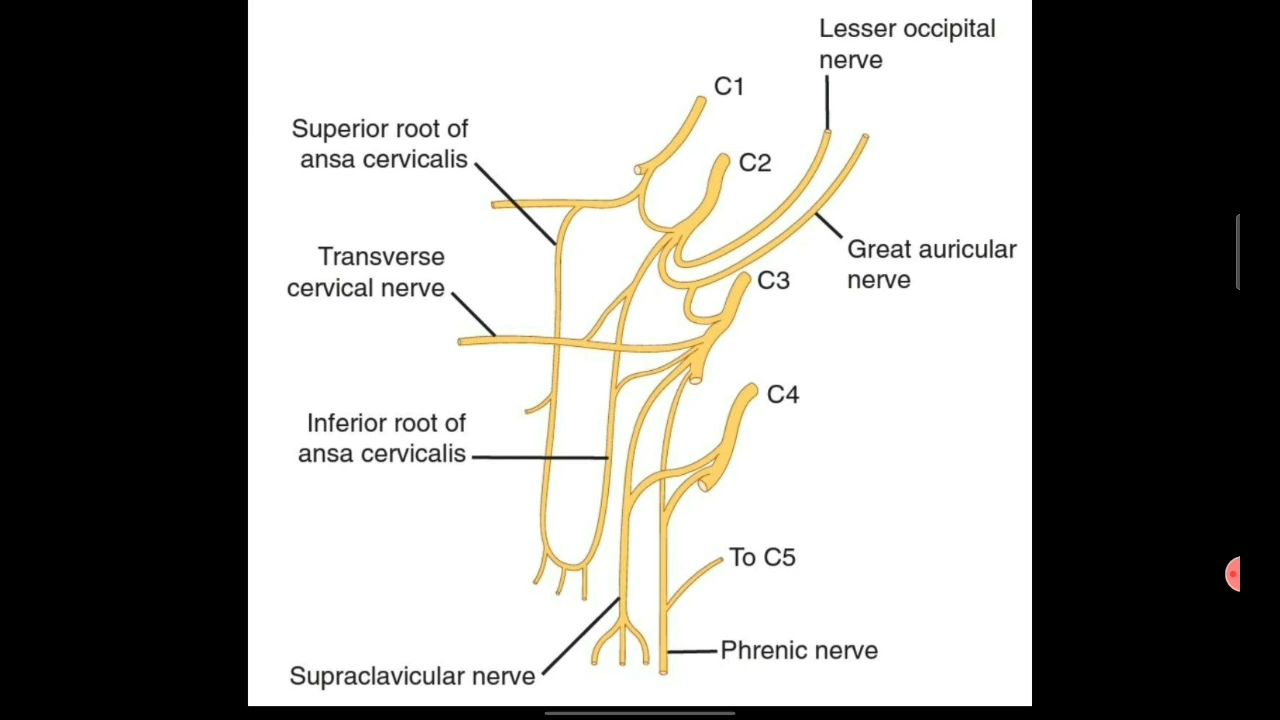 Lesser occipital
nerve
C1
Superior root of
ansa cervicalis
C2
Transverse
cervical nerve
Great auricular
nerve
C3
C4
Inferior root of
ansa cervicalis
To C5
Phrenic nerve
Supraclavicular nerve